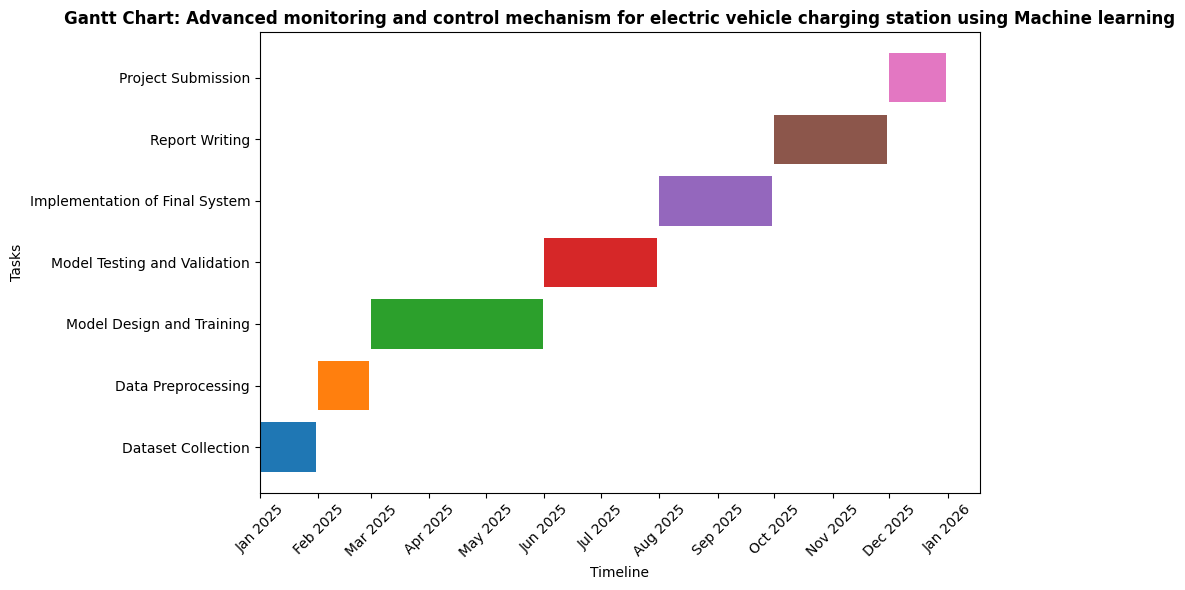 Gantt Chart: Advanced monitoring and control mechanism for electric vehicle charging station using Machine learning
Tasks
Project Submission
Report Writing
Implementation of Final System
Model Testing and Validation
Model Design and Training
Data Preprocessing
Dataset Collection
Jan 2025
Feb 2025
Mar 2025
Apr 2025
May 2025
Jun 2025
Jul 2025
Aug 2025
Sep 2025
Oct 2025
Nov 2025
Dec 2025
Jan 2026
Timeline